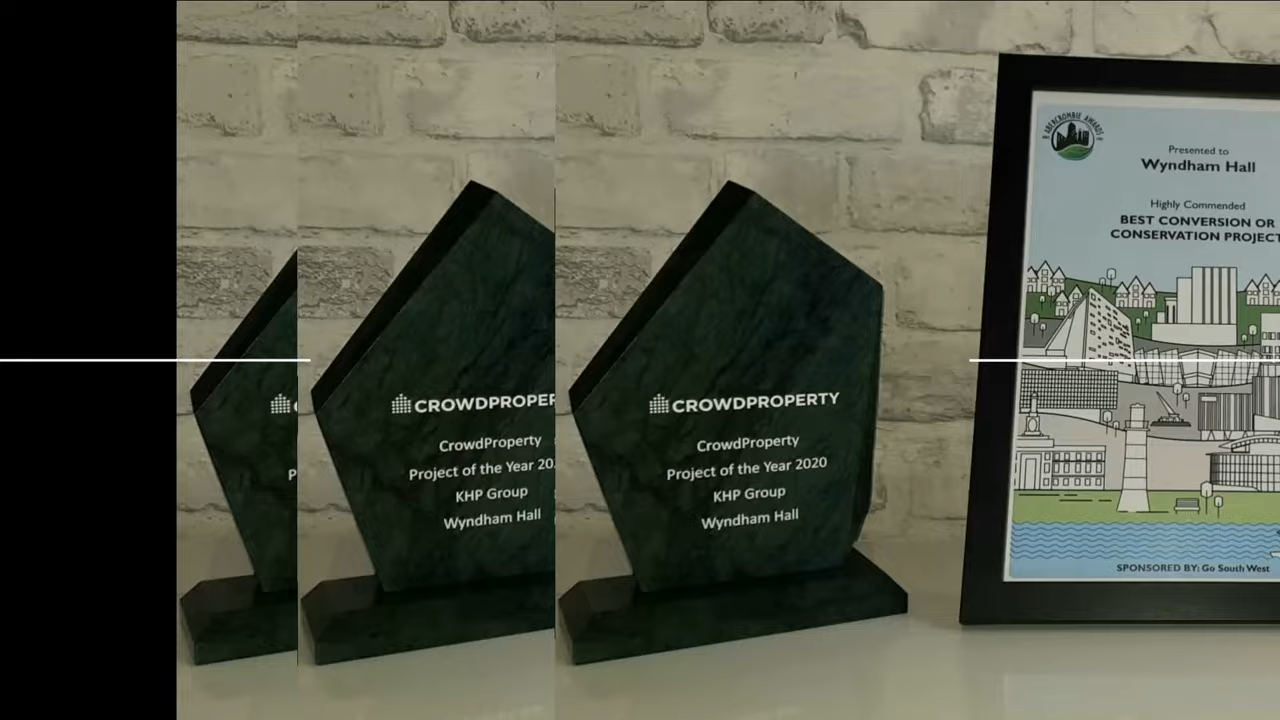 P
CROWDPROPER
CrowdProperty
Project of the Year 20
KHP Group
Wyndham Hall
CROWDPROPERTY
CrowdProperty
Project of the Year 2020
KHP Group
Wyndham Hall
ABERCROMBIE AWARDS
Presented to
Wyndham Hall
Highly Commended
BEST CONVERSION OR
CONSERVATION PROJECT
SPONSORED BY: Go South West